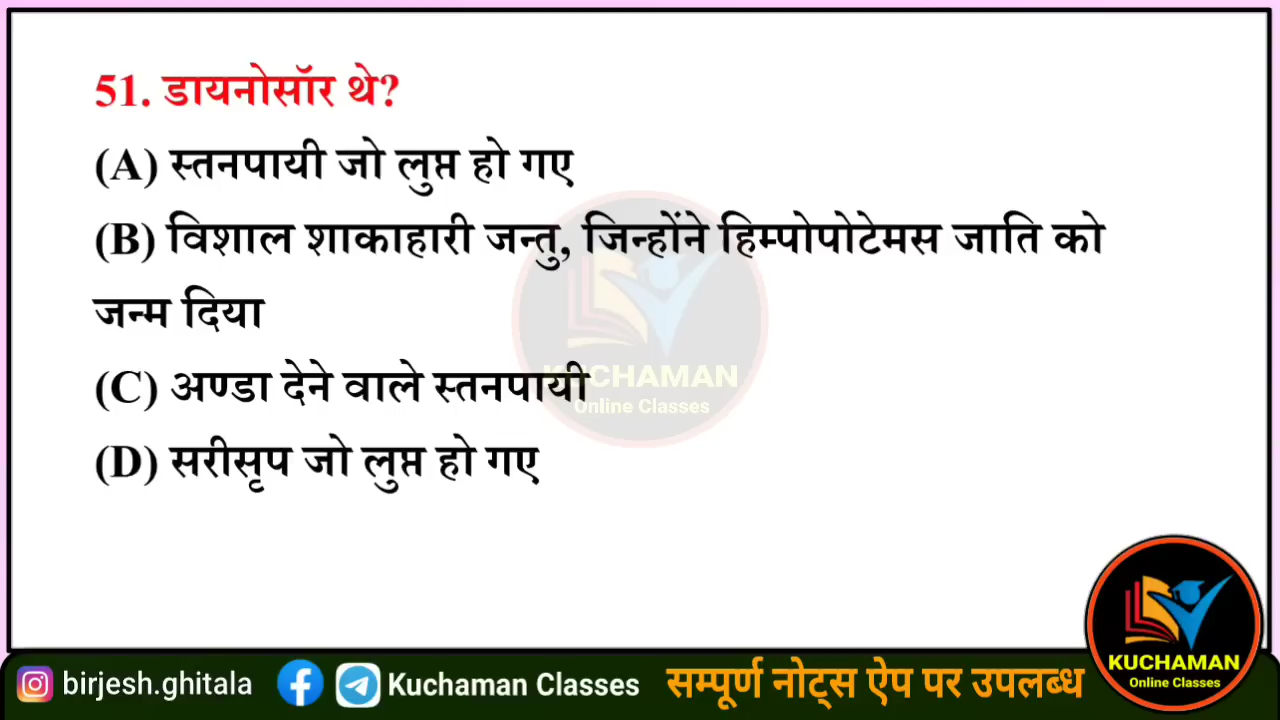 51. डायनोसॉर थे?
(A) स्तनपायी जो लुप्त हो गए
(B) विशाल शाकाहारी जन्तु, जिन्होंने हिम्पोपोटेमस जाति को
जन्म दिया
(C) अण्डा देने वाले स्तनपायी
(D) सरीसृप जो लुप्त हो गए
KUCHAMAN
Online Classes
birjesh.ghitala
Kuchaman Classes
सम्पूर्ण नोट्स ऐप पर उपलब्ध
KUCHAMAN
Online Classes